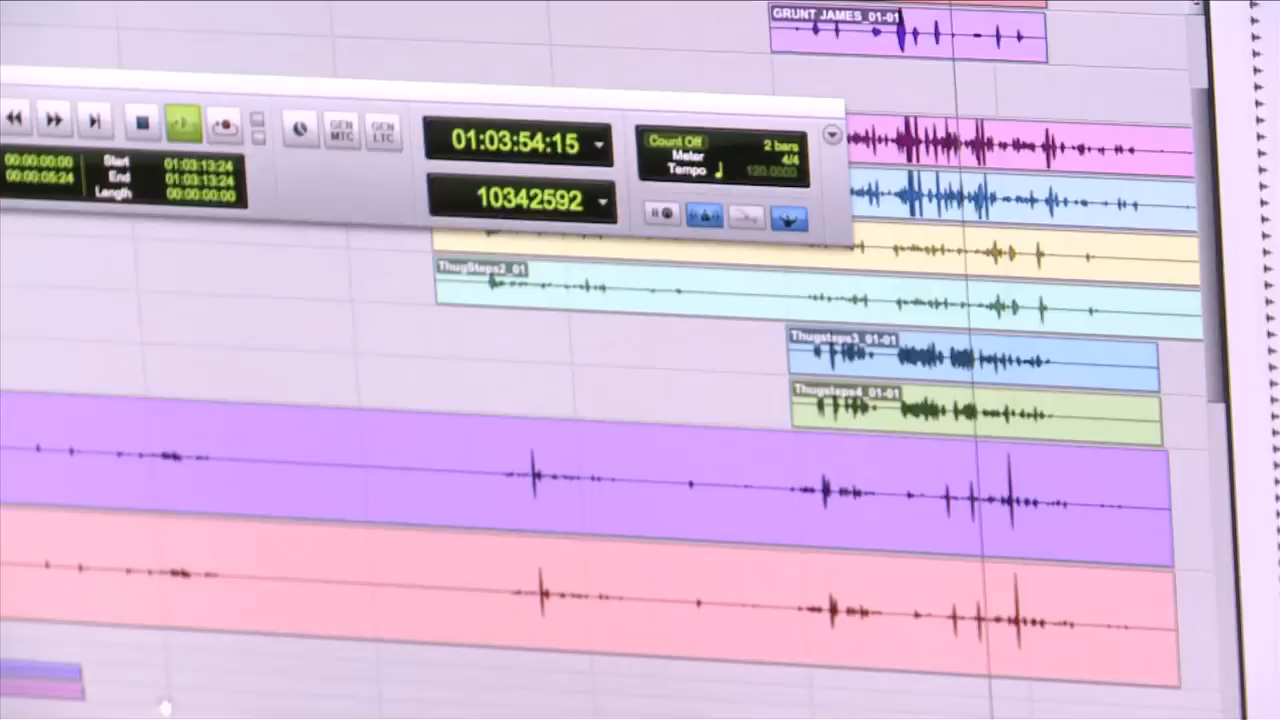 GRUNT JAMES_01-01
GEN MTC
GEN LTC
01:03:54:15
10342592
Count Off 2 bars
Meter 4/4
Tempo 120.0000
00:00:00:00
00:00:05:24
Start 01:03:13:24
End 01:03:13:24
Length 00:00:00:00
ThugSteps2_01
Thugsteps3_01-01
Thugsteps4_01-01